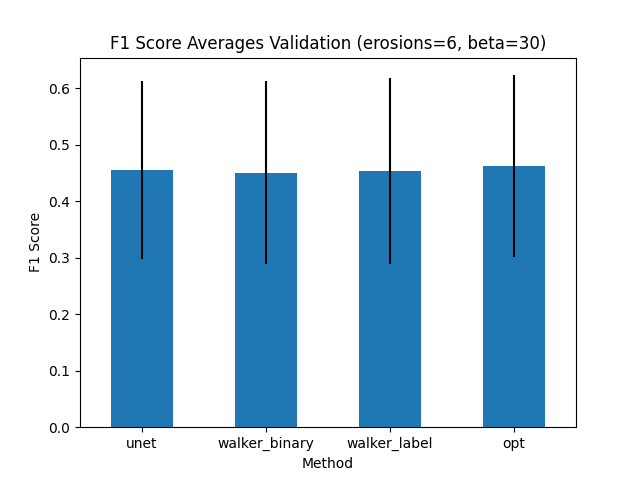 F1 Score Averages Validation (erosions=6, beta=30)
F1 Score
0.6
0.5
0.4
0.3
0.2
0.1
0.0
unet walker_binary walker_label opt
Method